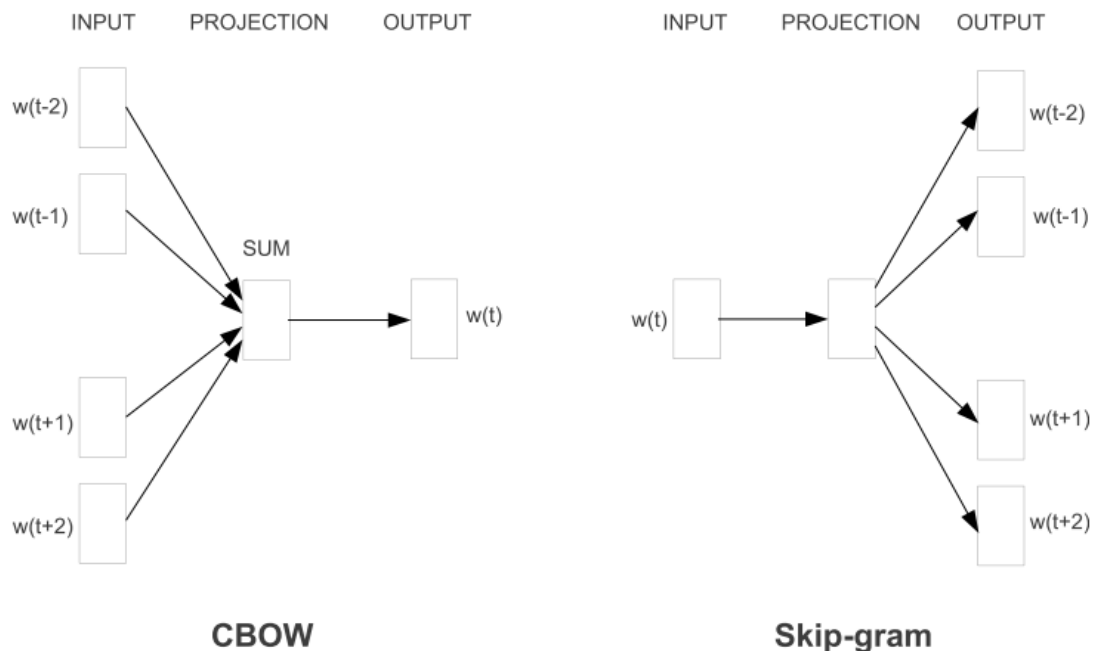 INPUT PROJECTION OUTPUT
w(t-2)
w(t-1)
SUM
w(t)
w(t+1)
w(t+2)
CBOW
INPUT PROJECTION OUTPUT
w(t-2)
w(t-1)
w(t)
w(t+1)
w(t+2)
Skip-gram